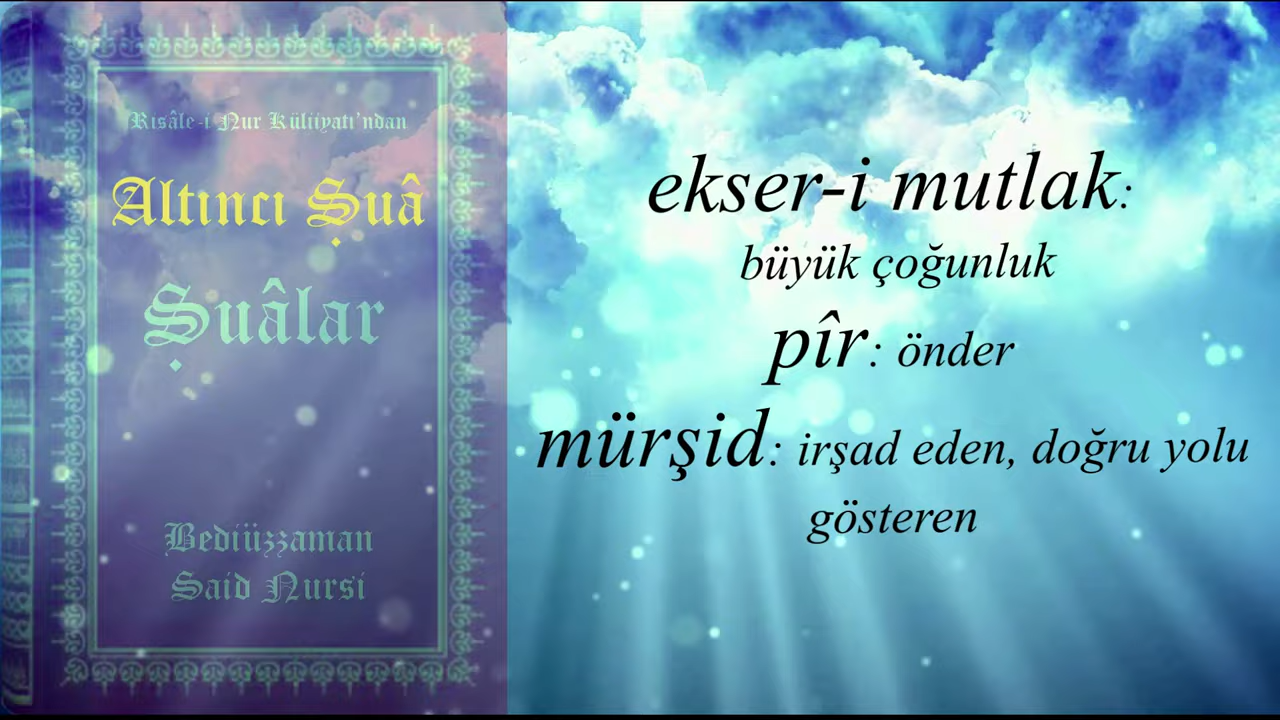 Risâle-i Nur Külliyatı'ndan
Altıncı Şuâ
Şuâlar
Bediüzzaman
Said Nursi
ekser-i mutlak:
büyük çoğunluk
pîr: önder
mürşid: irşad eden, doğru yolu
gösteren